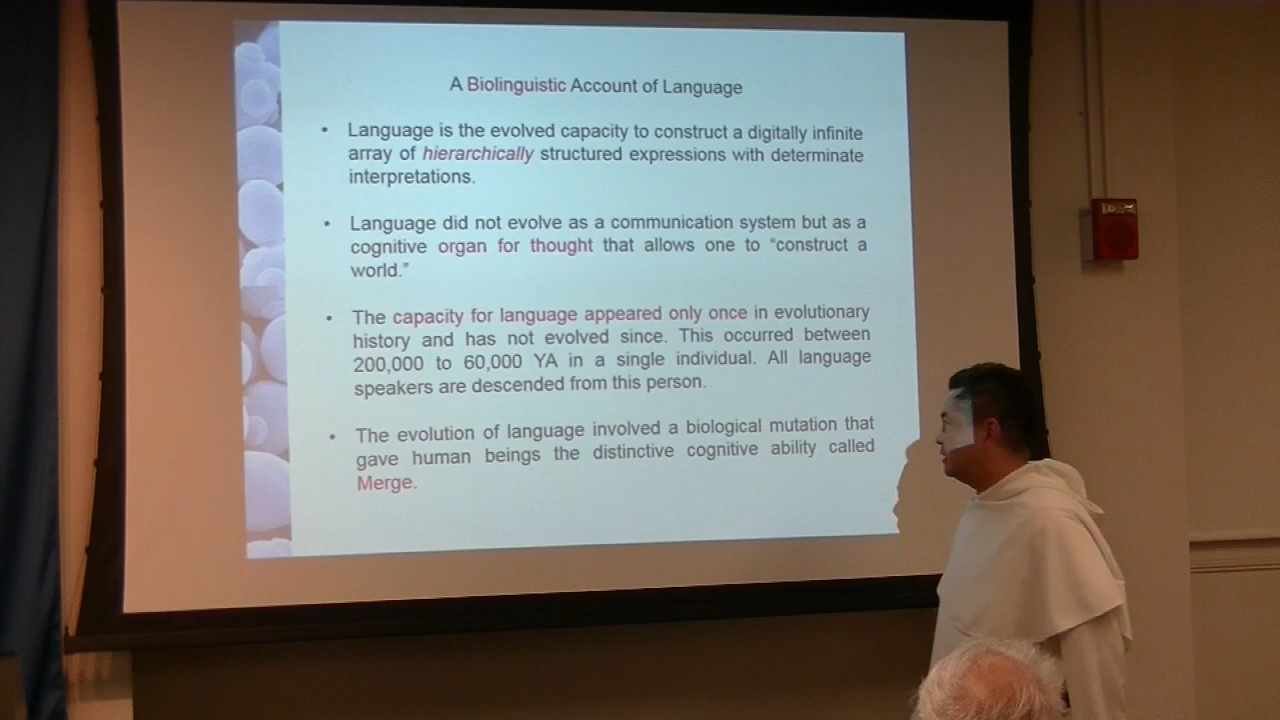 A Biolinguistic Account of Language
• Language is the evolved capacity to construct a digitally infinite
array of hierarchically structured expressions with determinate
interpretations.
• Language did not evolve as a communication system but as a
cognitive organ for thought that allows one to “construct a
world.”
• The capacity for language appeared only once in evolutionary
history and has not evolved since. This occurred between
200,000 to 60,000 YA in a single individual. All language
speakers are descended from this person.
• The evolution of language involved a biological mutation that
gave human beings the distinctive cognitive ability called
Merge.